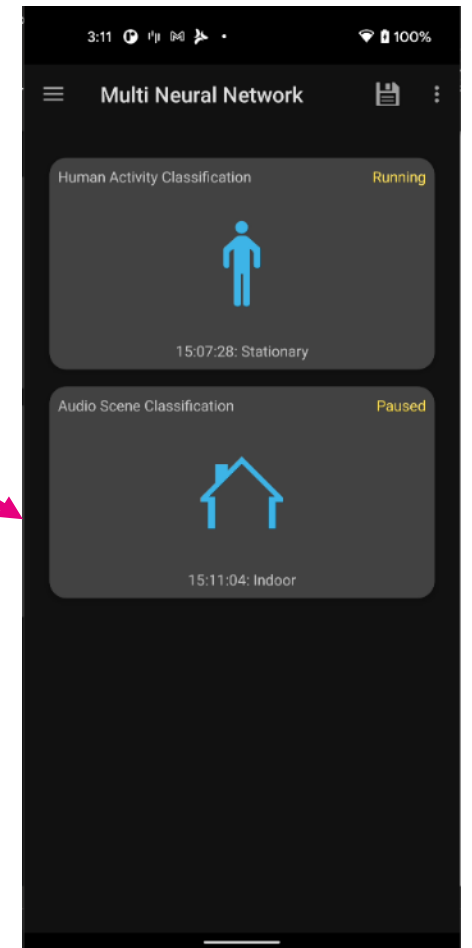 3:11 100%
Multi Neural Network
Human Activity Classification Running
15:07:28: Stationary
Audio Scene Classification Paused
15:11:04: Indoor